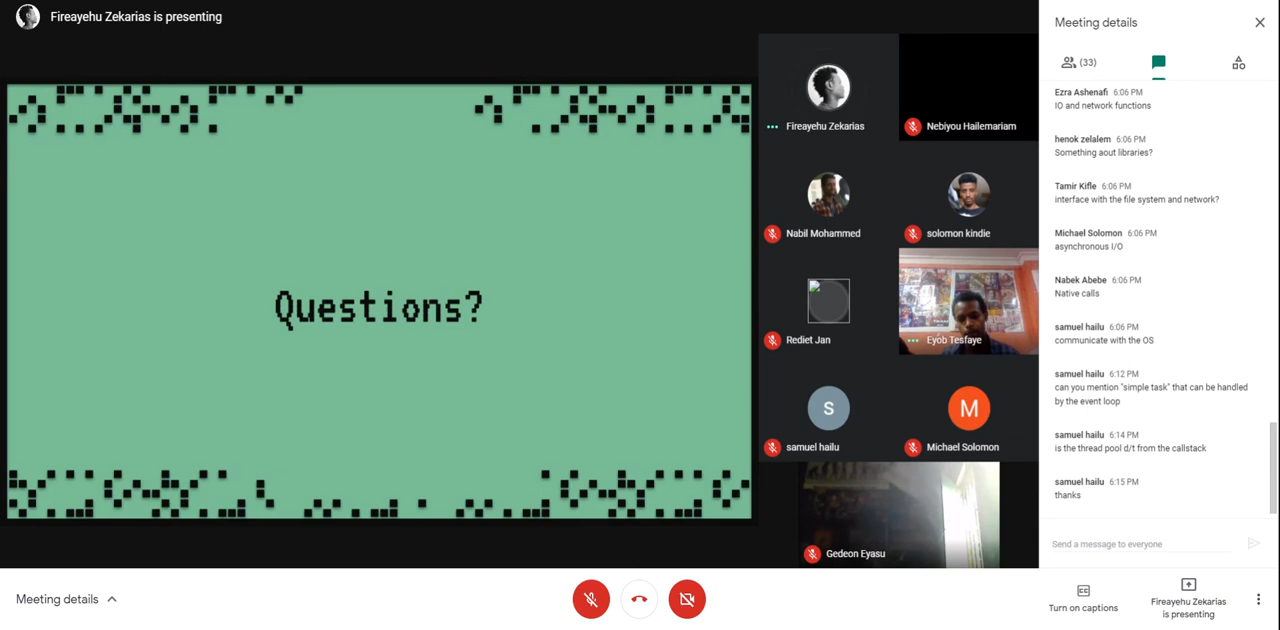 Fireayehu Zekarias is presenting
Questions?
Fireayehu Zekarias
Nebiyou Hailemariam
Nabil Mohammed
solomon kindie
Rediet Jan
Eyob Tesfaye
s
samuel hailu
M
Michael Solomon
Gedeon Eyasu
Meeting details
(33)
Ezra Ashenafi 6:06 PM
IO and network functions
henok zelalem 6:06 PM
Something aout libraries?
Tamir Kifle 6:06 PM
interface with the file system and network?
Michael Solomon 6:06 PM
asynchronous I/O
Nabek Abebe 6:06 PM
Native calls
samuel hailu 6:06 PM
communicate with the OS
samuel hailu 6:12 PM
can you mention "simple task" that can be handled
by the event loop
samuel hailu 6:14 PM
is the thread pool d/t from the callstack
samuel hailu 6:15 PM
thanks
Send a message to everyone
Meeting details
CC
Turn on captions
Fireayehu Zekarias
is presenting